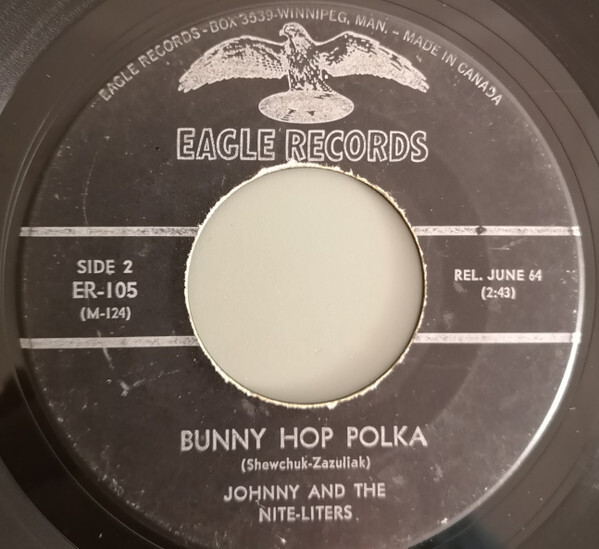 EAGLE RECORDS - BOX 3539-WINNIPEG, MAN. - MADE IN CANADA
EAGLE RECORDS
SIDE 2
ER-105
(M-124)
REL. JUNE 64
(2:43)
BUNNY HOP POLKA
(Shewchuk-Zazuliak)
JOHNNY AND THE
NITE-LITERS